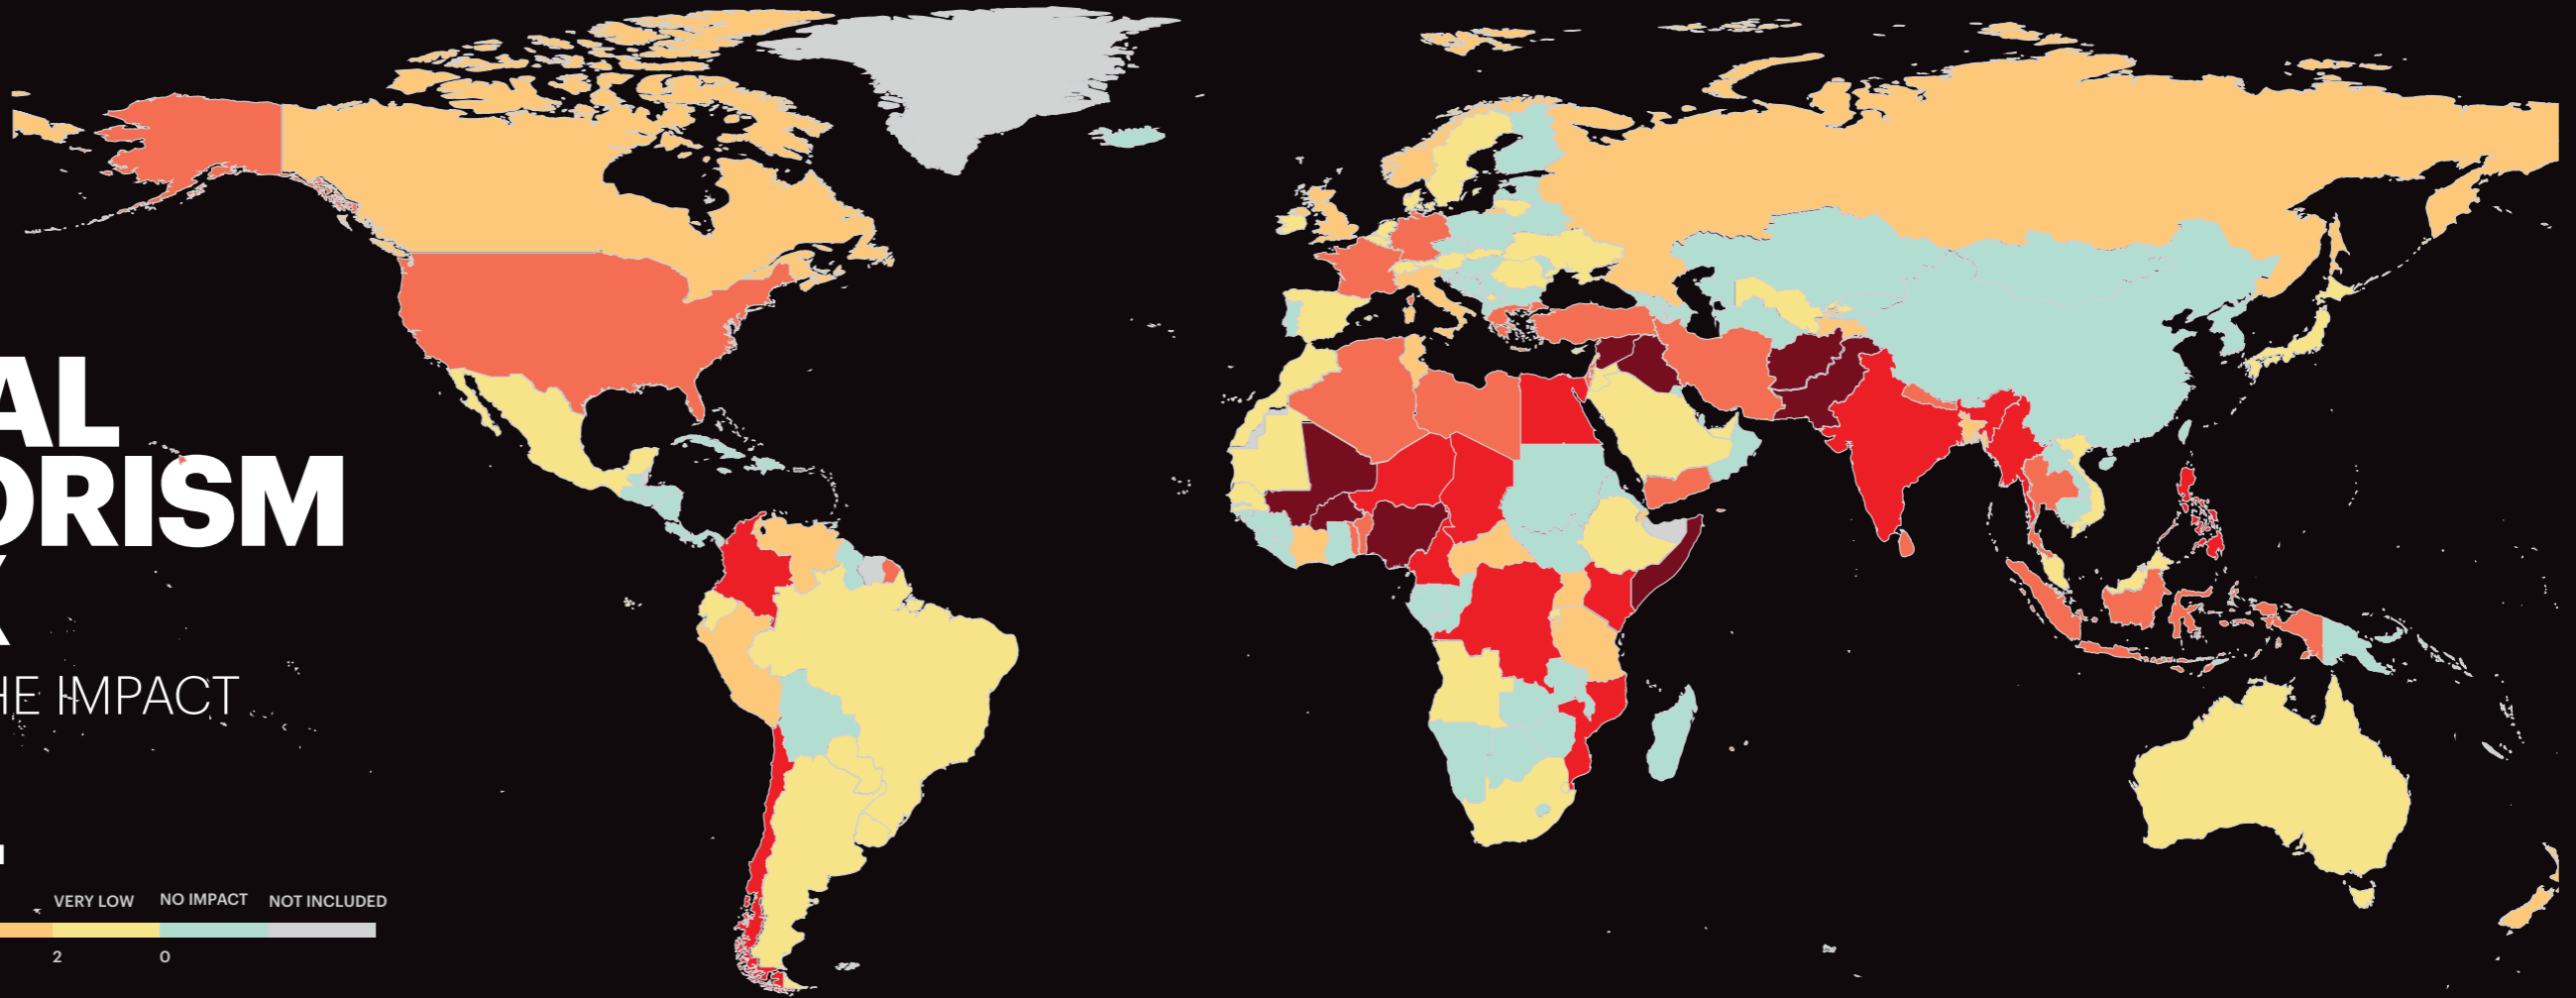 AL
ORISM
X
HE IMPACT
VERY LOW NO IMPACT NOT INCLUDED
2 0